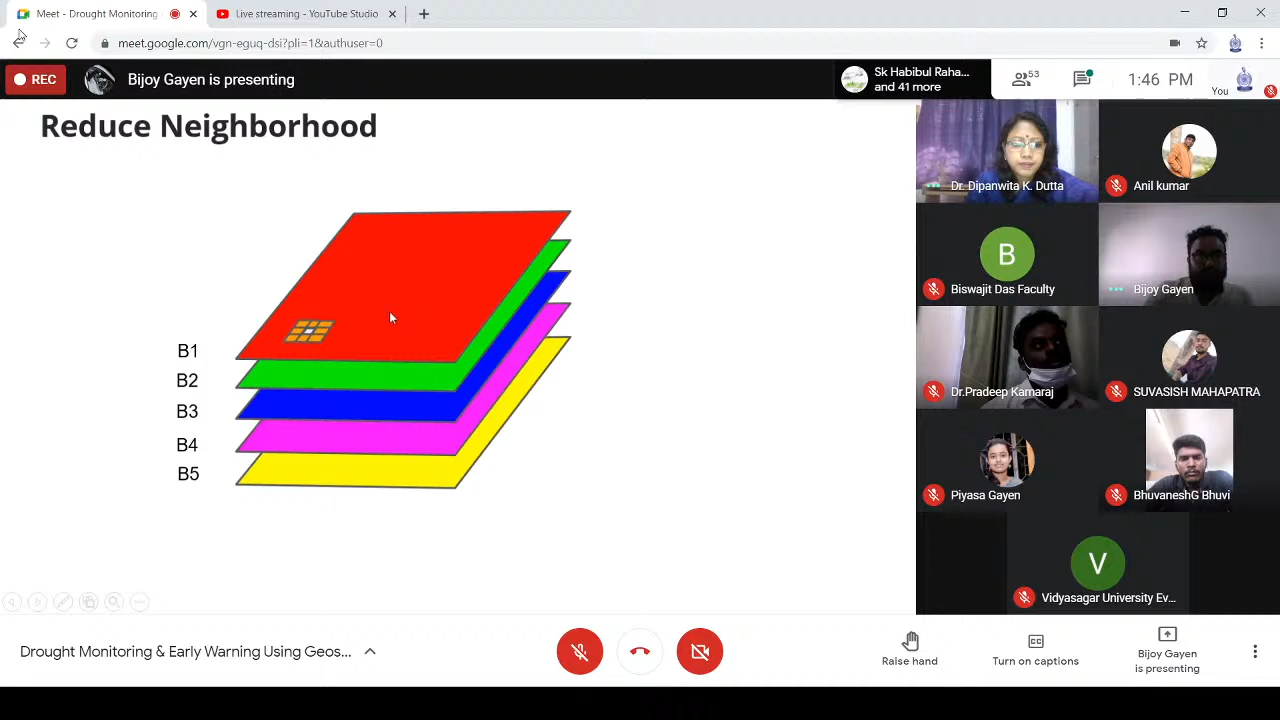 Meet - Drought Monitoring
Live streaming - YouTube Studio
meet.google.com/vgn-eguq-dsi?pli=1&authuser=0
REC
Bijoy Gayen is presenting
Sk Habibul Raha...
and 41 more
53
1:46 PM
You
Reduce Neighborhood
B1
B2
B3
B4
B5
Dr. Dipanwita K. Dutta
Anil kumar
B
Biswajit Das Faculty
Bijoy Gayen
Dr.Pradeep Kamaraj
SUVASISH MAHAPATRA
Piyasa Gayen
BhuvaneshG Bhuvi
V
Vidyasagar University Ev...
Drought Monitoring & Early Warning Using Geos...
Raise hand
CC
Turn on captions
Bijoy Gayen
is presenting